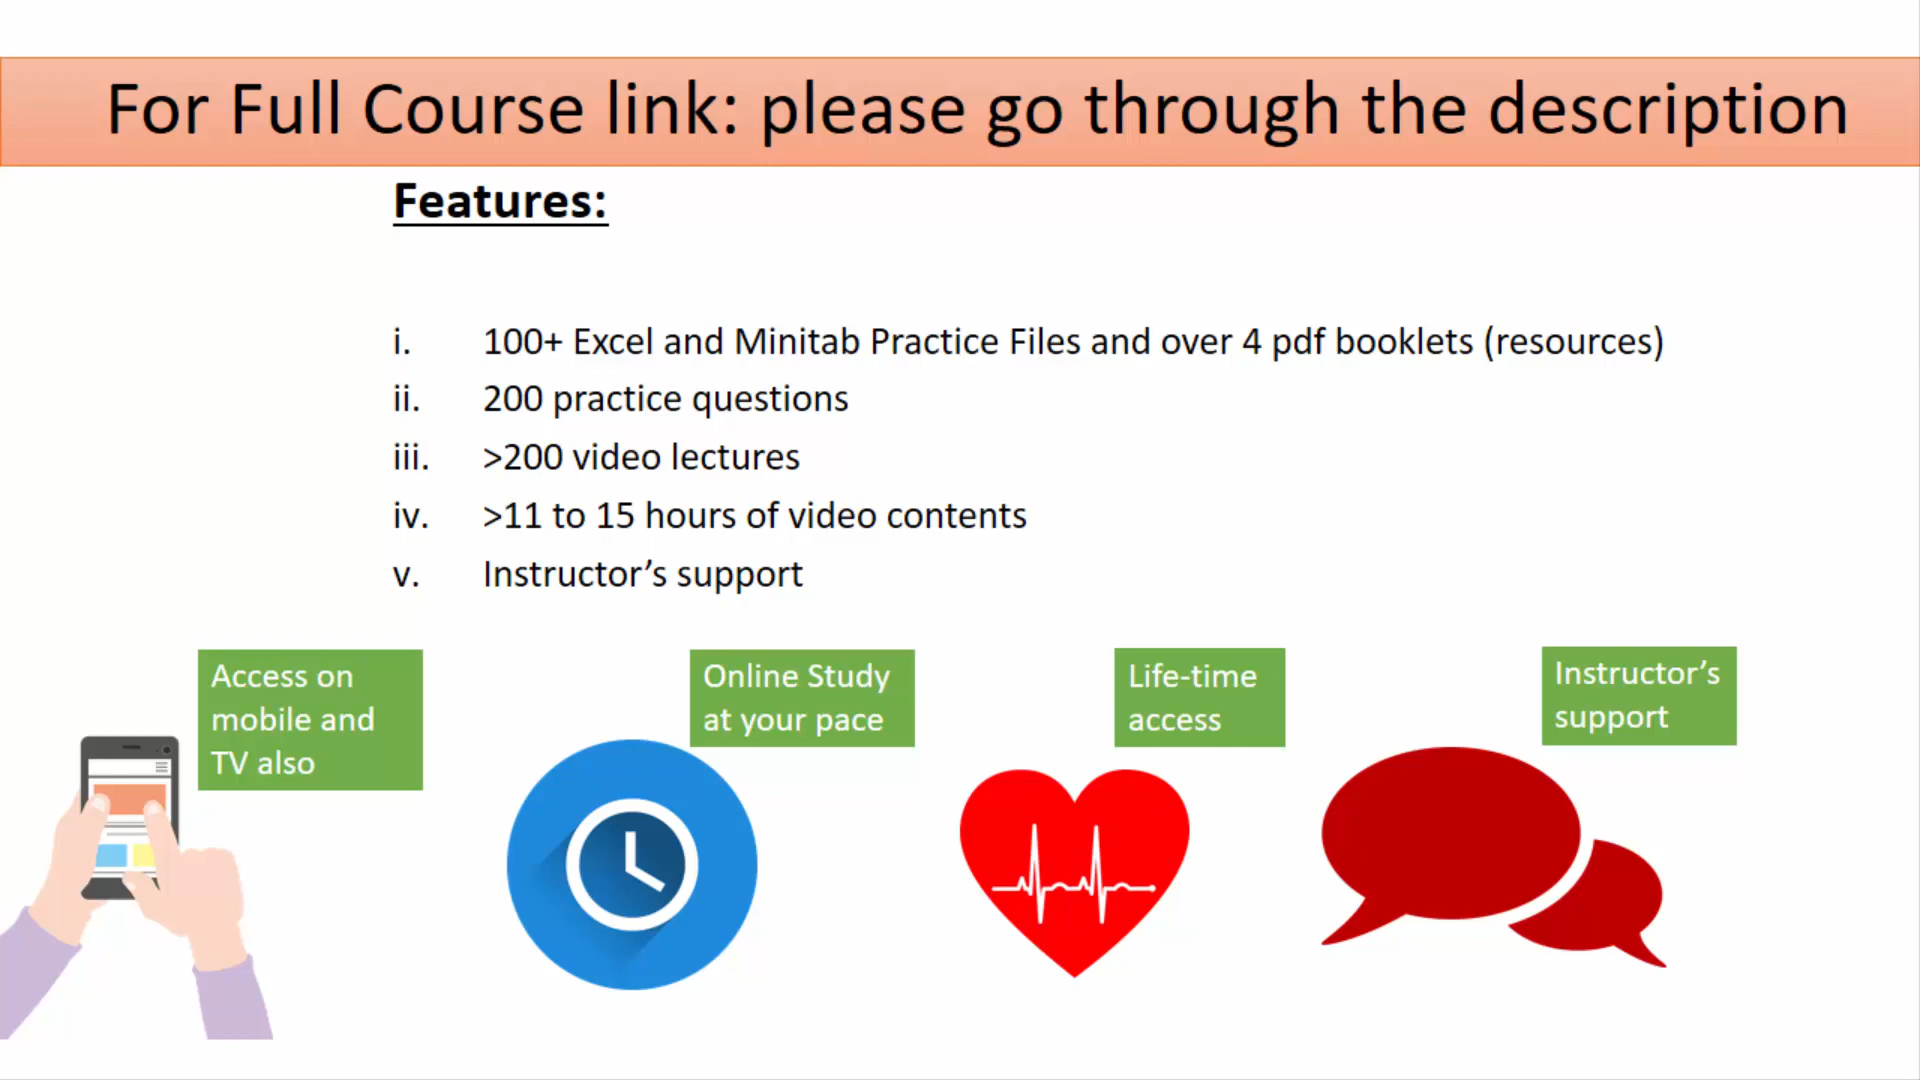 For Full Course link: please go through the description
Features:
i. 100+ Excel and Minitab Practice Files and over 4 pdf booklets (resources)
ii. 200 practice questions
iii. >200 video lectures
iv. >11 to 15 hours of video contents
v. Instructor’s support
Access on
mobile and
TV also
Online Study
at your pace
Life-time
access
Instructor’s
support